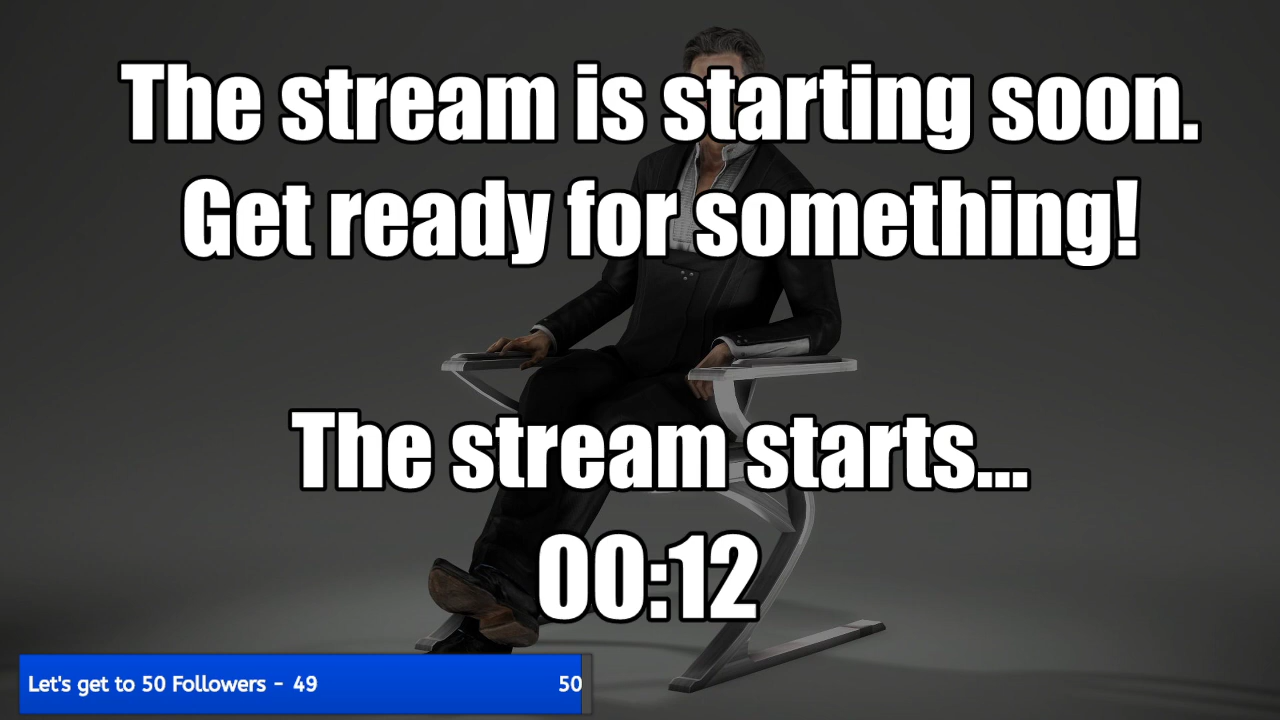 The stream is starting soon.
Get ready for something!
The stream starts...
00:12
Let's get to 50 Followers - 49 50